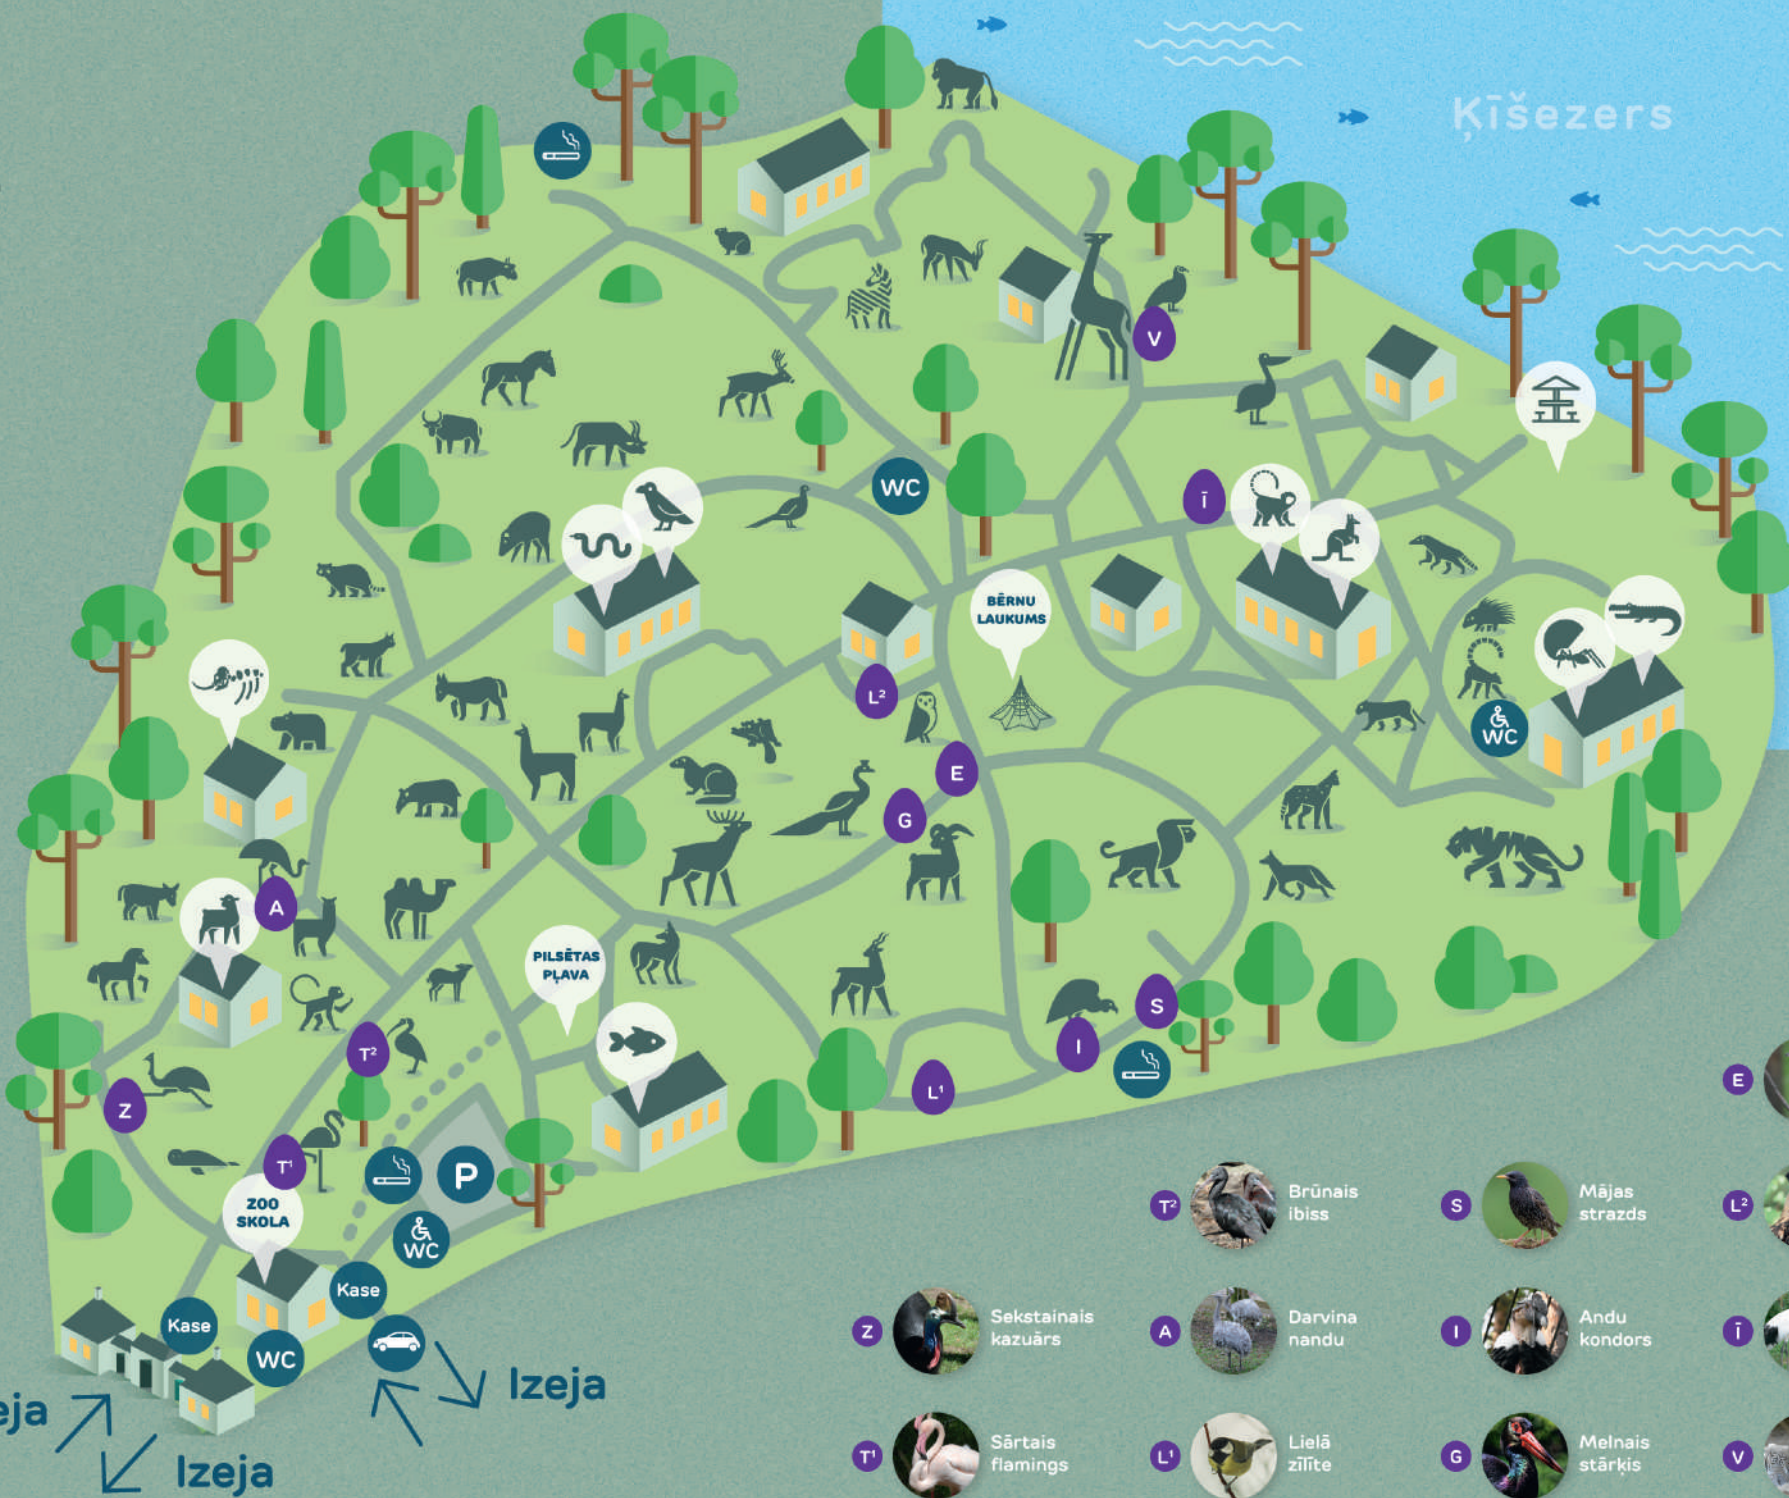 Ķīšezers
V
WC
Ī
BĒRNU
LAUKUMS
L²
WC
E
G
A
PILSĒTAS
PĻAVA
S
T²
I
L¹
Z
T¹
P
ZOO
SKOLA
WC
Kase
Kase
WC
Izeja
eja
Izeja
E
T²
Brūnais
ibiss
S
Mājas
strazds
L²
Z
Sekstainais
kazuārs
A
Darvina
nandu
I
Andu
kondors
Ī
T¹
Sārtais
flamings
L¹
Lielā
zīlīte
G
Melnais
stārķis
V